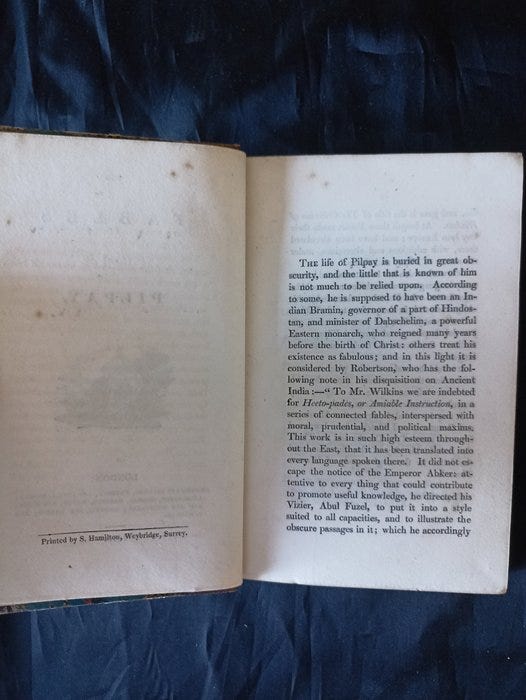 Printed by S. Hamilton, Weybridge, Surrey.
THE life of Pilpay is buried in great ob-
scurity, and the little that is known of him
is not much to be relied upon. According
to some, he is supposed to have been an In-
dian Bramin, governor of a part of Hindos-
tan, and minister of Dabschelim, a powerful
Eastern monarch, who reigned many years
before the birth of Christ: others treat his
existence as fabulous; and in this light it is
considered by Robertson, who has the fol-
lowing note in his disquisition on Ancient
India:—“ To Mr. Wilkins we are indebted
for Heeto-pades, or Amiable Instruction, in a
series of connected fables, interspersed with
moral, prudential, and political maxims.
This work is in such high esteem through-
out the East, that it has been translated into
every language spoken there. It did not es-
cape the notice of the Emperor Abker: at-
tentive to every thing that could contribute
to promote useful knowledge, he directed his
Vizier, Abul Fuzel, to put it into a style
suited to all capacities, and to illustrate the
obscure passages in it; which he accordingly